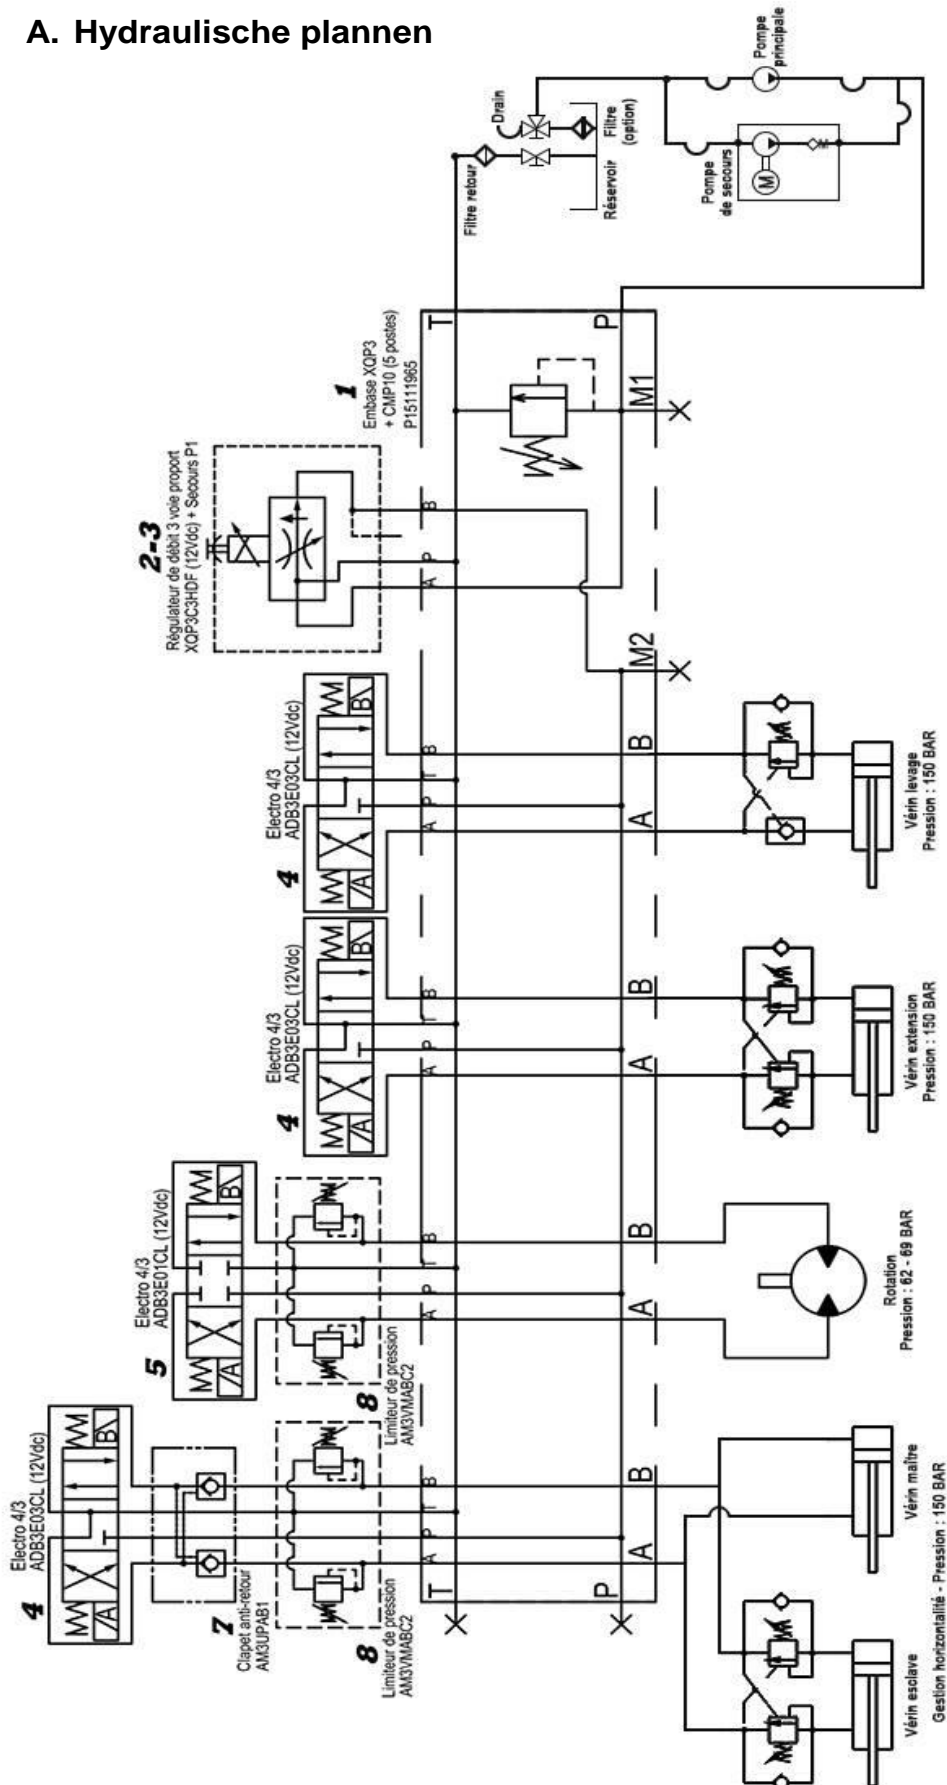 A. Hydraulische plannen
Pompe
principale
Drain
Filtre
(option)
Filtre retour
Réservoir
Pompe
de secours
M
1
Embase XQP3
+ CMP10 (5 postes)
P15111965
T
P
M1
2-3
Régulateur de débit 3 voie proport
XQP3C3HDF (12Vdc) + Secours P1
B
P
A
M2
Electro 4/3
ADB3E03CL (12Vdc)
4
A
B
B
T
P
A
B
A
Vérin levage
Pression : 150 BAR
Electro 4/3
ADB3E03CL (12Vdc)
4
A
B
B
T
P
A
B
A
Vérin extension
Pression : 150 BAR
Electro 4/3
ADB3E01CL (12Vdc)
5
A
B
8
Limiteur de pression
AM3VMABC2
B
T
P
A
B
A
Rotation
Pression : 62 - 69 BAR
Electro 4/3
ADB3E03CL (12Vdc)
4
A
B
7
Clapet anti-retour
AM3UPAB1
8
Limiteur de pression
AM3VMABC2
B
T
P
A
T
P
B
A
Vérin maître
Vérin esclave
Gestion horizontalité - Pression : 150 BAR